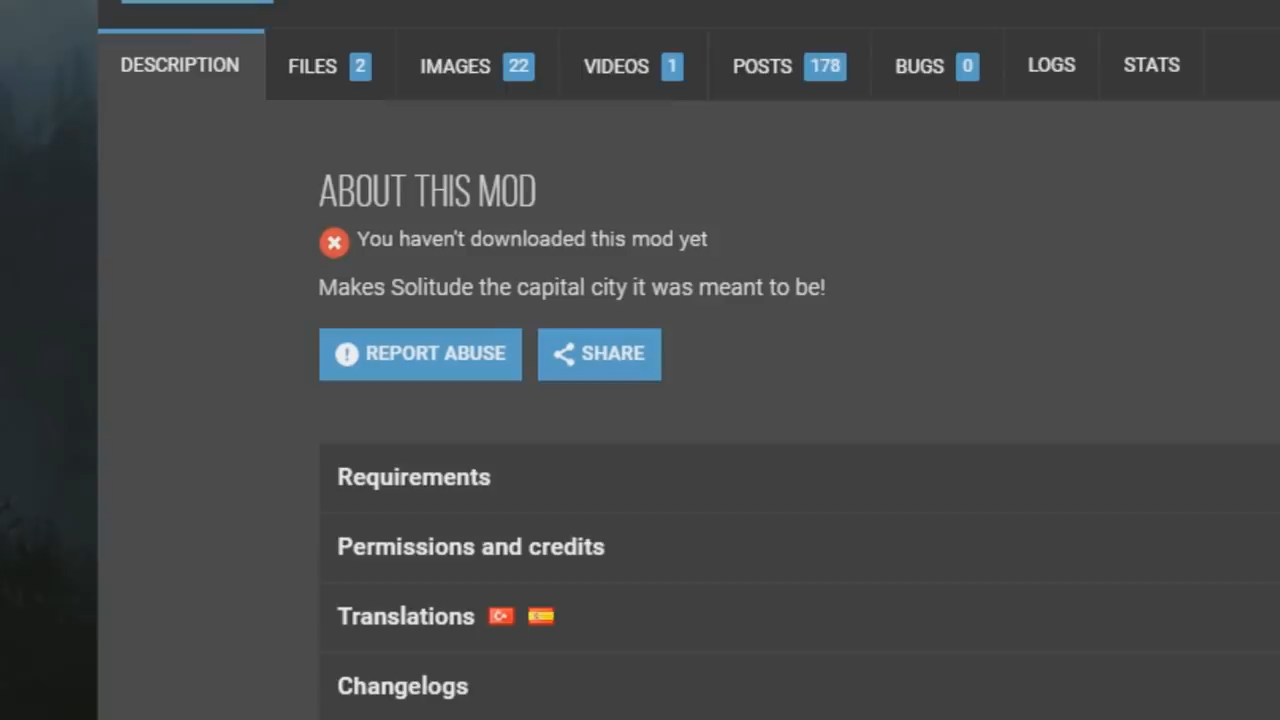 DESCRIPTION FILES 2 IMAGES 22 VIDEOS 1 POSTS 178 BUGS 0 LOGS STATS
ABOUT THIS MOD
You haven't downloaded this mod yet
Makes Solitude the capital city it was meant to be!
REPORT ABUSE SHARE
Requirements
Permissions and credits
Translations
Changelogs